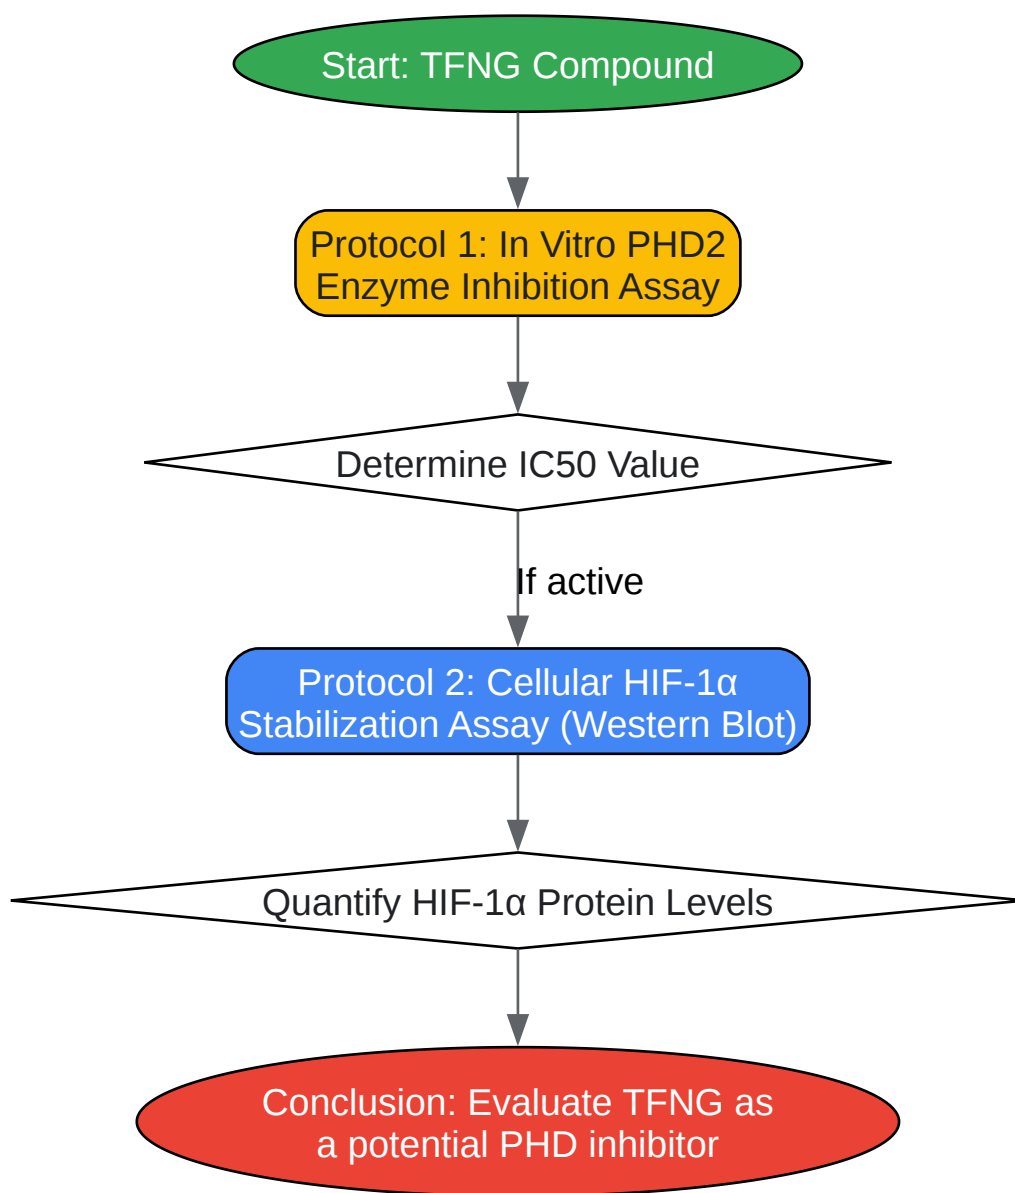 Start: TFNG Compound
Protocol 1: In Vitro PHD2
Enzyme Inhibition Assay
Determine IC50 Value
If active
Protocol 2: Cellular HIF-1α
Stabilization Assay (Western Blot)
Quantify HIF-1α Protein Levels
Conclusion: Evaluate TFNG as
a potential PHD inhibitor